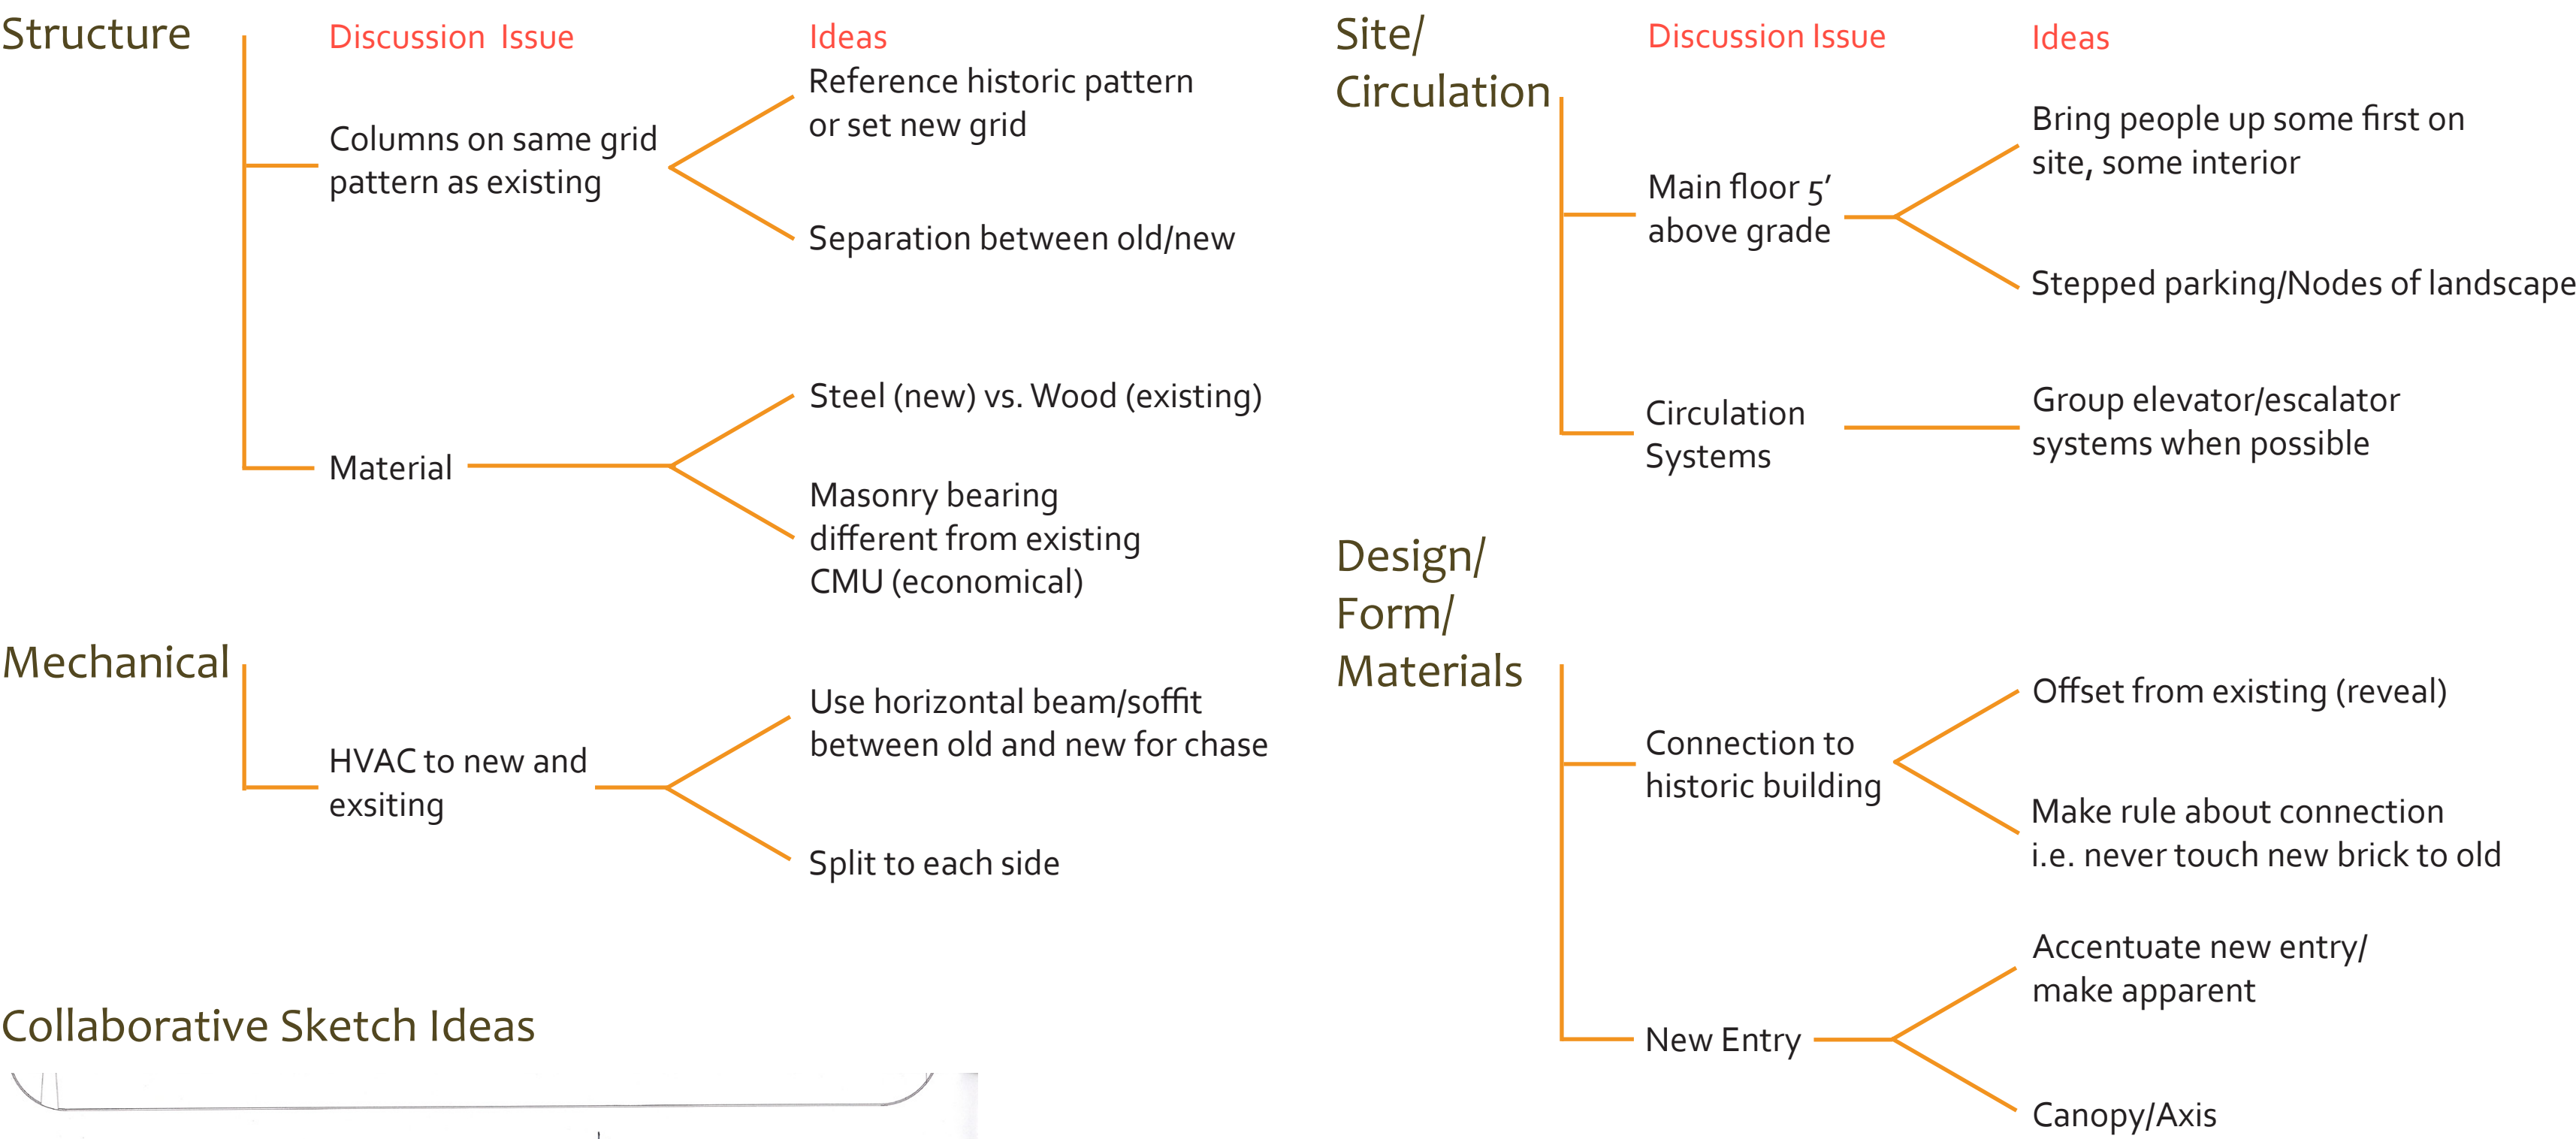 Structure
Discussion Issue
Ideas
Columns on same grid
pattern as existing
Reference historic pattern
or set new grid
Separation between old/new
Material
Steel (new) vs. Wood (existing)
Masonry bearing
different from existing
CMU (economical)
Mechanical
HVAC to new and
exsiting
Use horizontal beam/soffit
between old and new for chase
Split to each side
Collaborative Sketch Ideas
Site/
Circulation
Discussion Issue
Ideas
Main floor 5'
above grade
Bring people up some first on
site, some interior
Stepped parking/Nodes of landscape
Circulation
Systems
Group elevator/escalator
systems when possible
Design/
Form/
Materials
Connection to
historic building
Offset from existing (reveal)
Make rule about connection
i.e. never touch new brick to old
New Entry
Accentuate new entry/
make apparent
Canopy/Axis